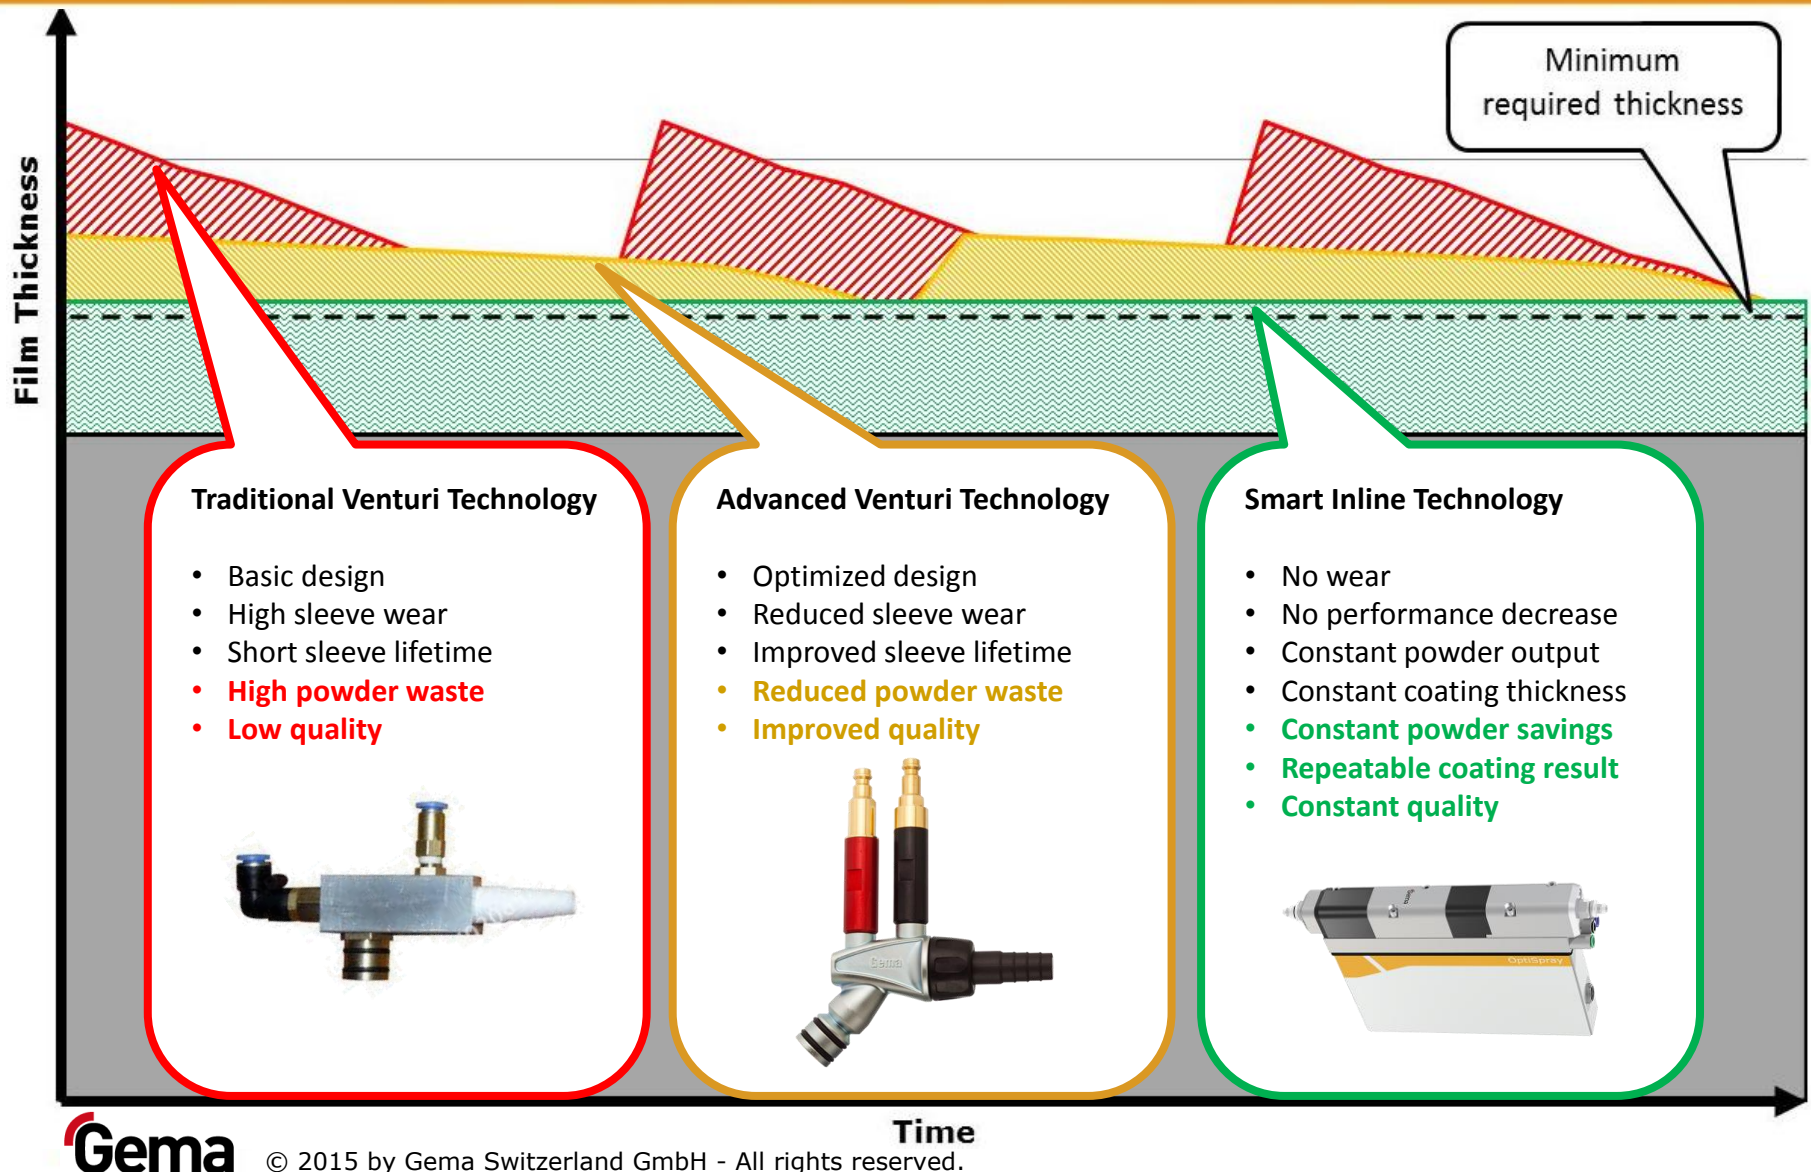 Minimum
required thickness
Film Thickness
Traditional Venturi Technology
• Basic design
• High sleeve wear
• Short sleeve lifetime
• High powder waste
• Low quality
Advanced Venturi Technology
• Optimized design
• Reduced sleeve wear
• Improved sleeve lifetime
• Reduced powder waste
• Improved quality
Gema
Smart Inline Technology
• No wear
• No performance decrease
• Constant powder output
• Constant coating thickness
• Constant powder savings
• Repeatable coating result
• Constant quality
Gema
OptiSpray
Time
Gema
© 2015 by Gema Switzerland GmbH - All rights reserved.